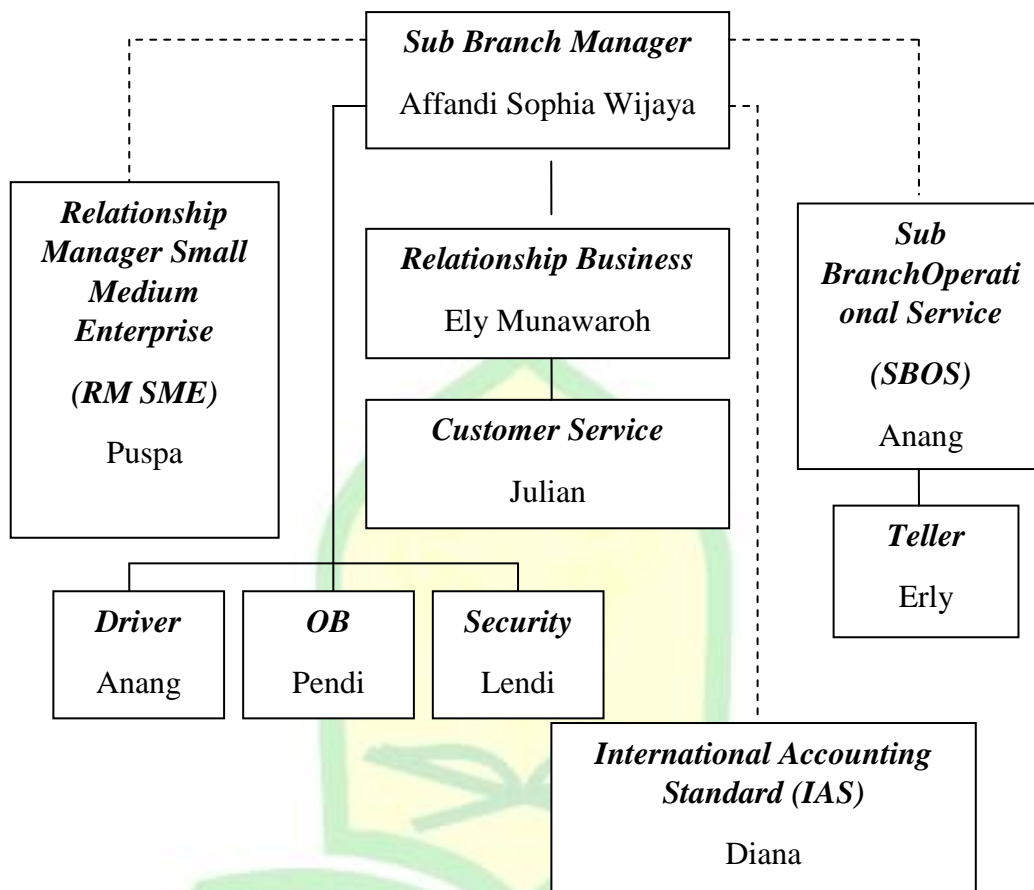 Sub Branch Manager
Affandi Sophia Wijaya
Relationship
Manager Small
Medium
Enterprise
(RM SME)
Puspa
Relationship Business
Ely Munawaroh
Customer Service
Julian
Sub
BranchOperati
onal Service
(SBOS)
Anang
Teller
Erly
Driver
Anang
OB
Pendi
Security
Lendi
International Accounting
Standard (IAS)
Diana